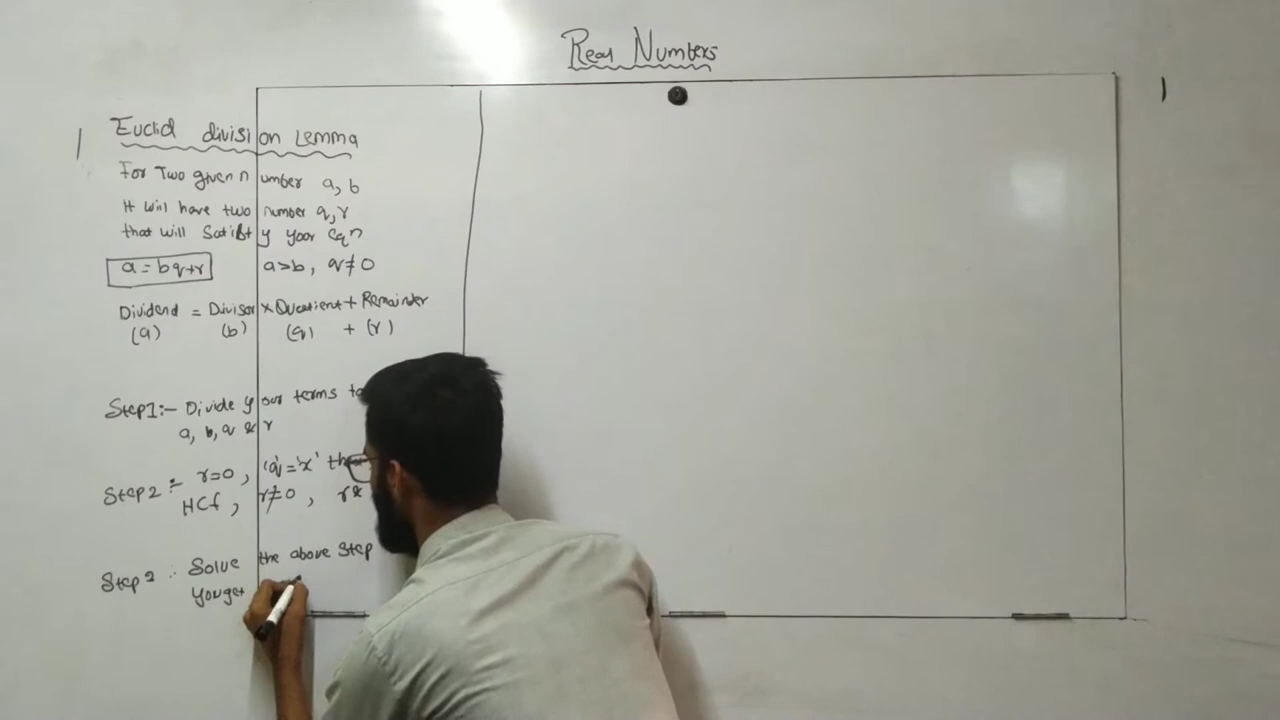 Real Numbers
Euclid division Lemma
For Two given number a, b
It will have two number q, r
that will Satisfy your eqn
a = bq+r a>b, q≠0
Dividend = Divisor × Quotient + Remainder
(a) (b) (q) + (r)
Step1:- Divide your terms to
a, b, q & r
Step2:- r=0, 'q'='x'
HCf, r≠0, r&
Step : Solve the above Step
You get